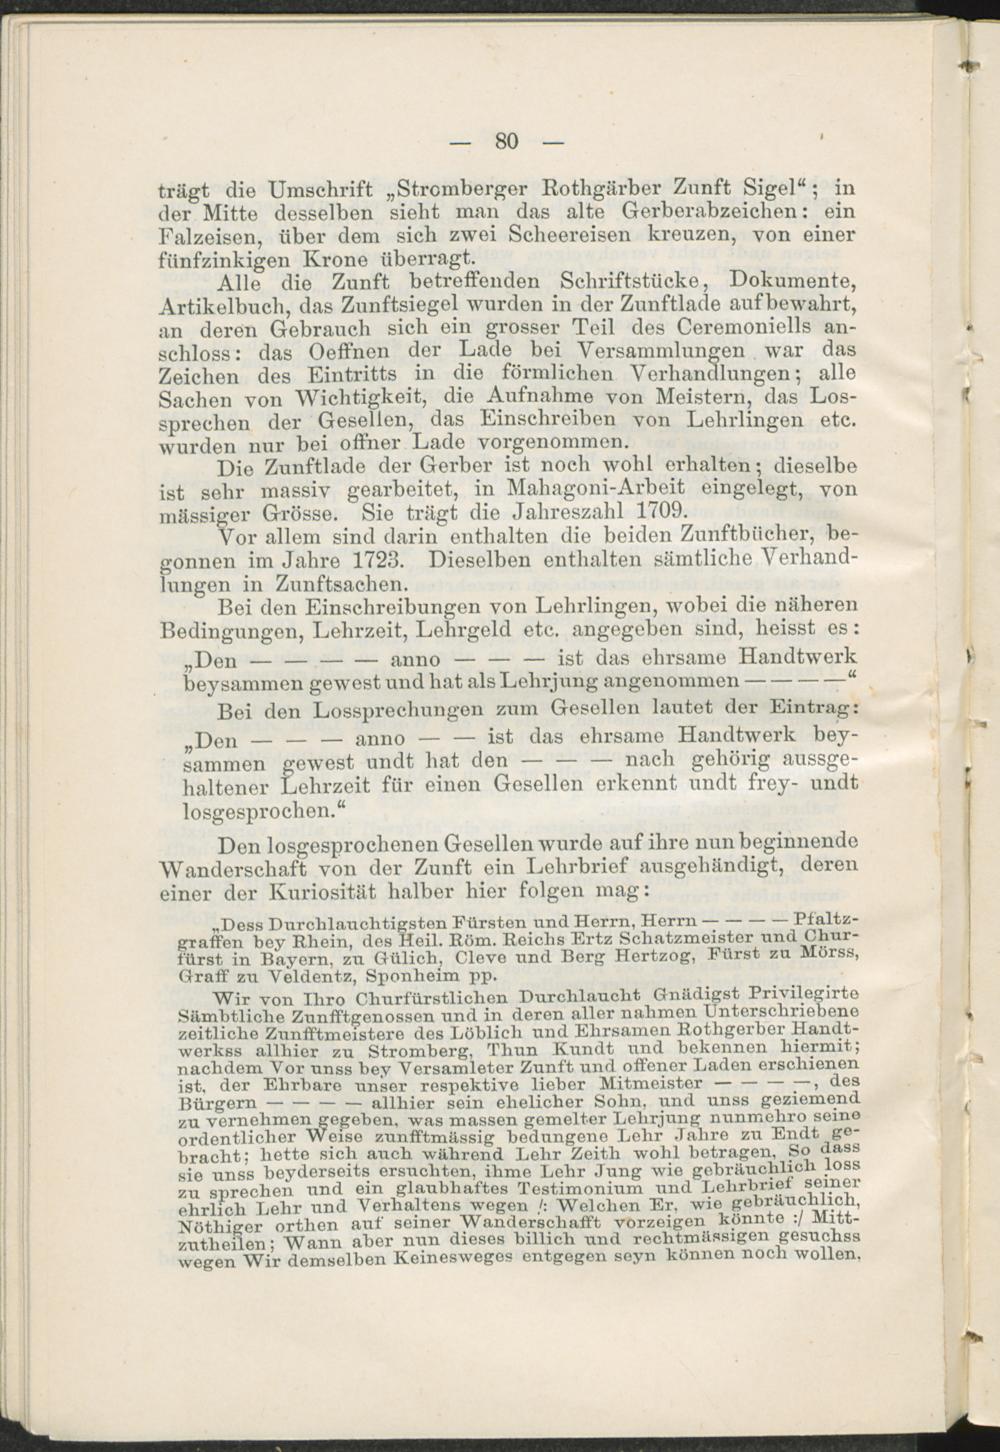 — 80 —
trägt die Umschrift „Stromberger Rothgärber Zunft Sigel“; in
der Mitte desselben sieht man das alte Gerberabzeichen: ein
Falzeisen, über dem sich zwei Scheereisen kreuzen, von einer
fünfzinkigen Krone überragt.
Alle die Zunft betreffenden Schriftstücke, Dokumente,
Artikelbuch, das Zunftsiegel wurden in der Zunftlade aufbewahrt,
an deren Gebrauch sich ein grosser Teil des Ceremoniells an-
schloss: das Oeffnen der Lade bei Versammlungen war das
Zeichen des Eintritts in die förmlichen Verhandlungen; alle
Sachen von Wichtigkeit, die Aufnahme von Meistern, das Los-
sprechen der Gesellen, das Einschreiben von Lehrlingen etc.
wurden nur bei offner Lade vorgenommen.
Die Zunftlade der Gerber ist noch wohl erhalten; dieselbe
ist sehr massiv gearbeitet, in Mahagoni-Arbeit eingelegt, von
mässiger Grösse. Sie trägt die Jahreszahl 1709.
Vor allem sind darin enthalten die beiden Zunftbücher, be-
gonnen im Jahre 1723. Dieselben enthalten sämtliche Verhand-
lungen in Zunftsachen.
Bei den Einschreibungen von Lehrlingen, wobei die näheren
Bedingungen, Lehrzeit, Lehrgeld etc. angegeben sind, heisst es:
„Den — — — — anno — — — ist das ehrsame Handtwerk
beysammen gewest und hat als Lehrjung angenommen — — — —“
Bei den Lossprechungen zum Gesellen lautet der Eintrag:
„Den — — — anno — — ist das ehrsame Handtwerk bey-
sammen gewest undt hat den — — — nach gehörig aussge-
haltener Lehrzeit für einen Gesellen erkennt undt frey- undt
losgesprochen.“
Den losgesprochenen Gesellen wurde auf ihre nun beginnende
Wanderschaft von der Zunft ein Lehrbrief ausgehändigt, deren
einer der Kuriosität halber hier folgen mag:
„Dess Durchlauchtigsten Fürsten und Herrn, Herrn — — — — Pfaltz-
graffen bey Rhein, des Heil. Röm. Reichs Ertz Schatzmeister und Chur-
fürst in Bayern, zu Gülich, Cleve und Berg Hertzog, Fürst zu Mörss,
Graff zu Veldentz, Sponheim pp.
Wir von Ihro Churfürstlichen Durchlaucht Gnädigst Privilegirte
Sämbtliche Zunfftgenossen und in deren aller nahmen Unterschriebene
zeitliche Zunfftmeistere des Löblich und Ehrsamen Rothgerber Handt-
werkss allhier zu Stromberg, Thun Kundt und bekennen hiermit;
nachdem Vor unss bey Versamleter Zunft und offener Laden erschienen
ist, der Ehrbare unser respektive lieber Mitmeister — — — —, des
Bürgern — — — — allhier sein ehelicher Sohn, und unss geziemend
zu vernehmen gegeben, was massen gemelter Lehrjung nunmehro seine
ordentlicher Weise zunfftmässig bedungene Lehr Jahre zu Endt ge-
bracht; hette sich auch während Lehr Zeith wohl betragen, So dass
sie unss beyderseits ersuchten, ihme Lehr Jung wie gebräuchlich loss
zu sprechen und ein glaubhaftes Testimonium und Lehrbrief seiner
ehrlich Lehr und Verhaltens wegen /: Welchen Er, wie gebräuchlich,
Nöthiger orthen auf seiner Wanderschafft vorzeigen könnte :/ Mitt-
zutheilen; Wann aber nun dieses billich und rechtmässigen gesuchss
wegen Wir demselben Keinesweges entgegen seyn können noch wollen,